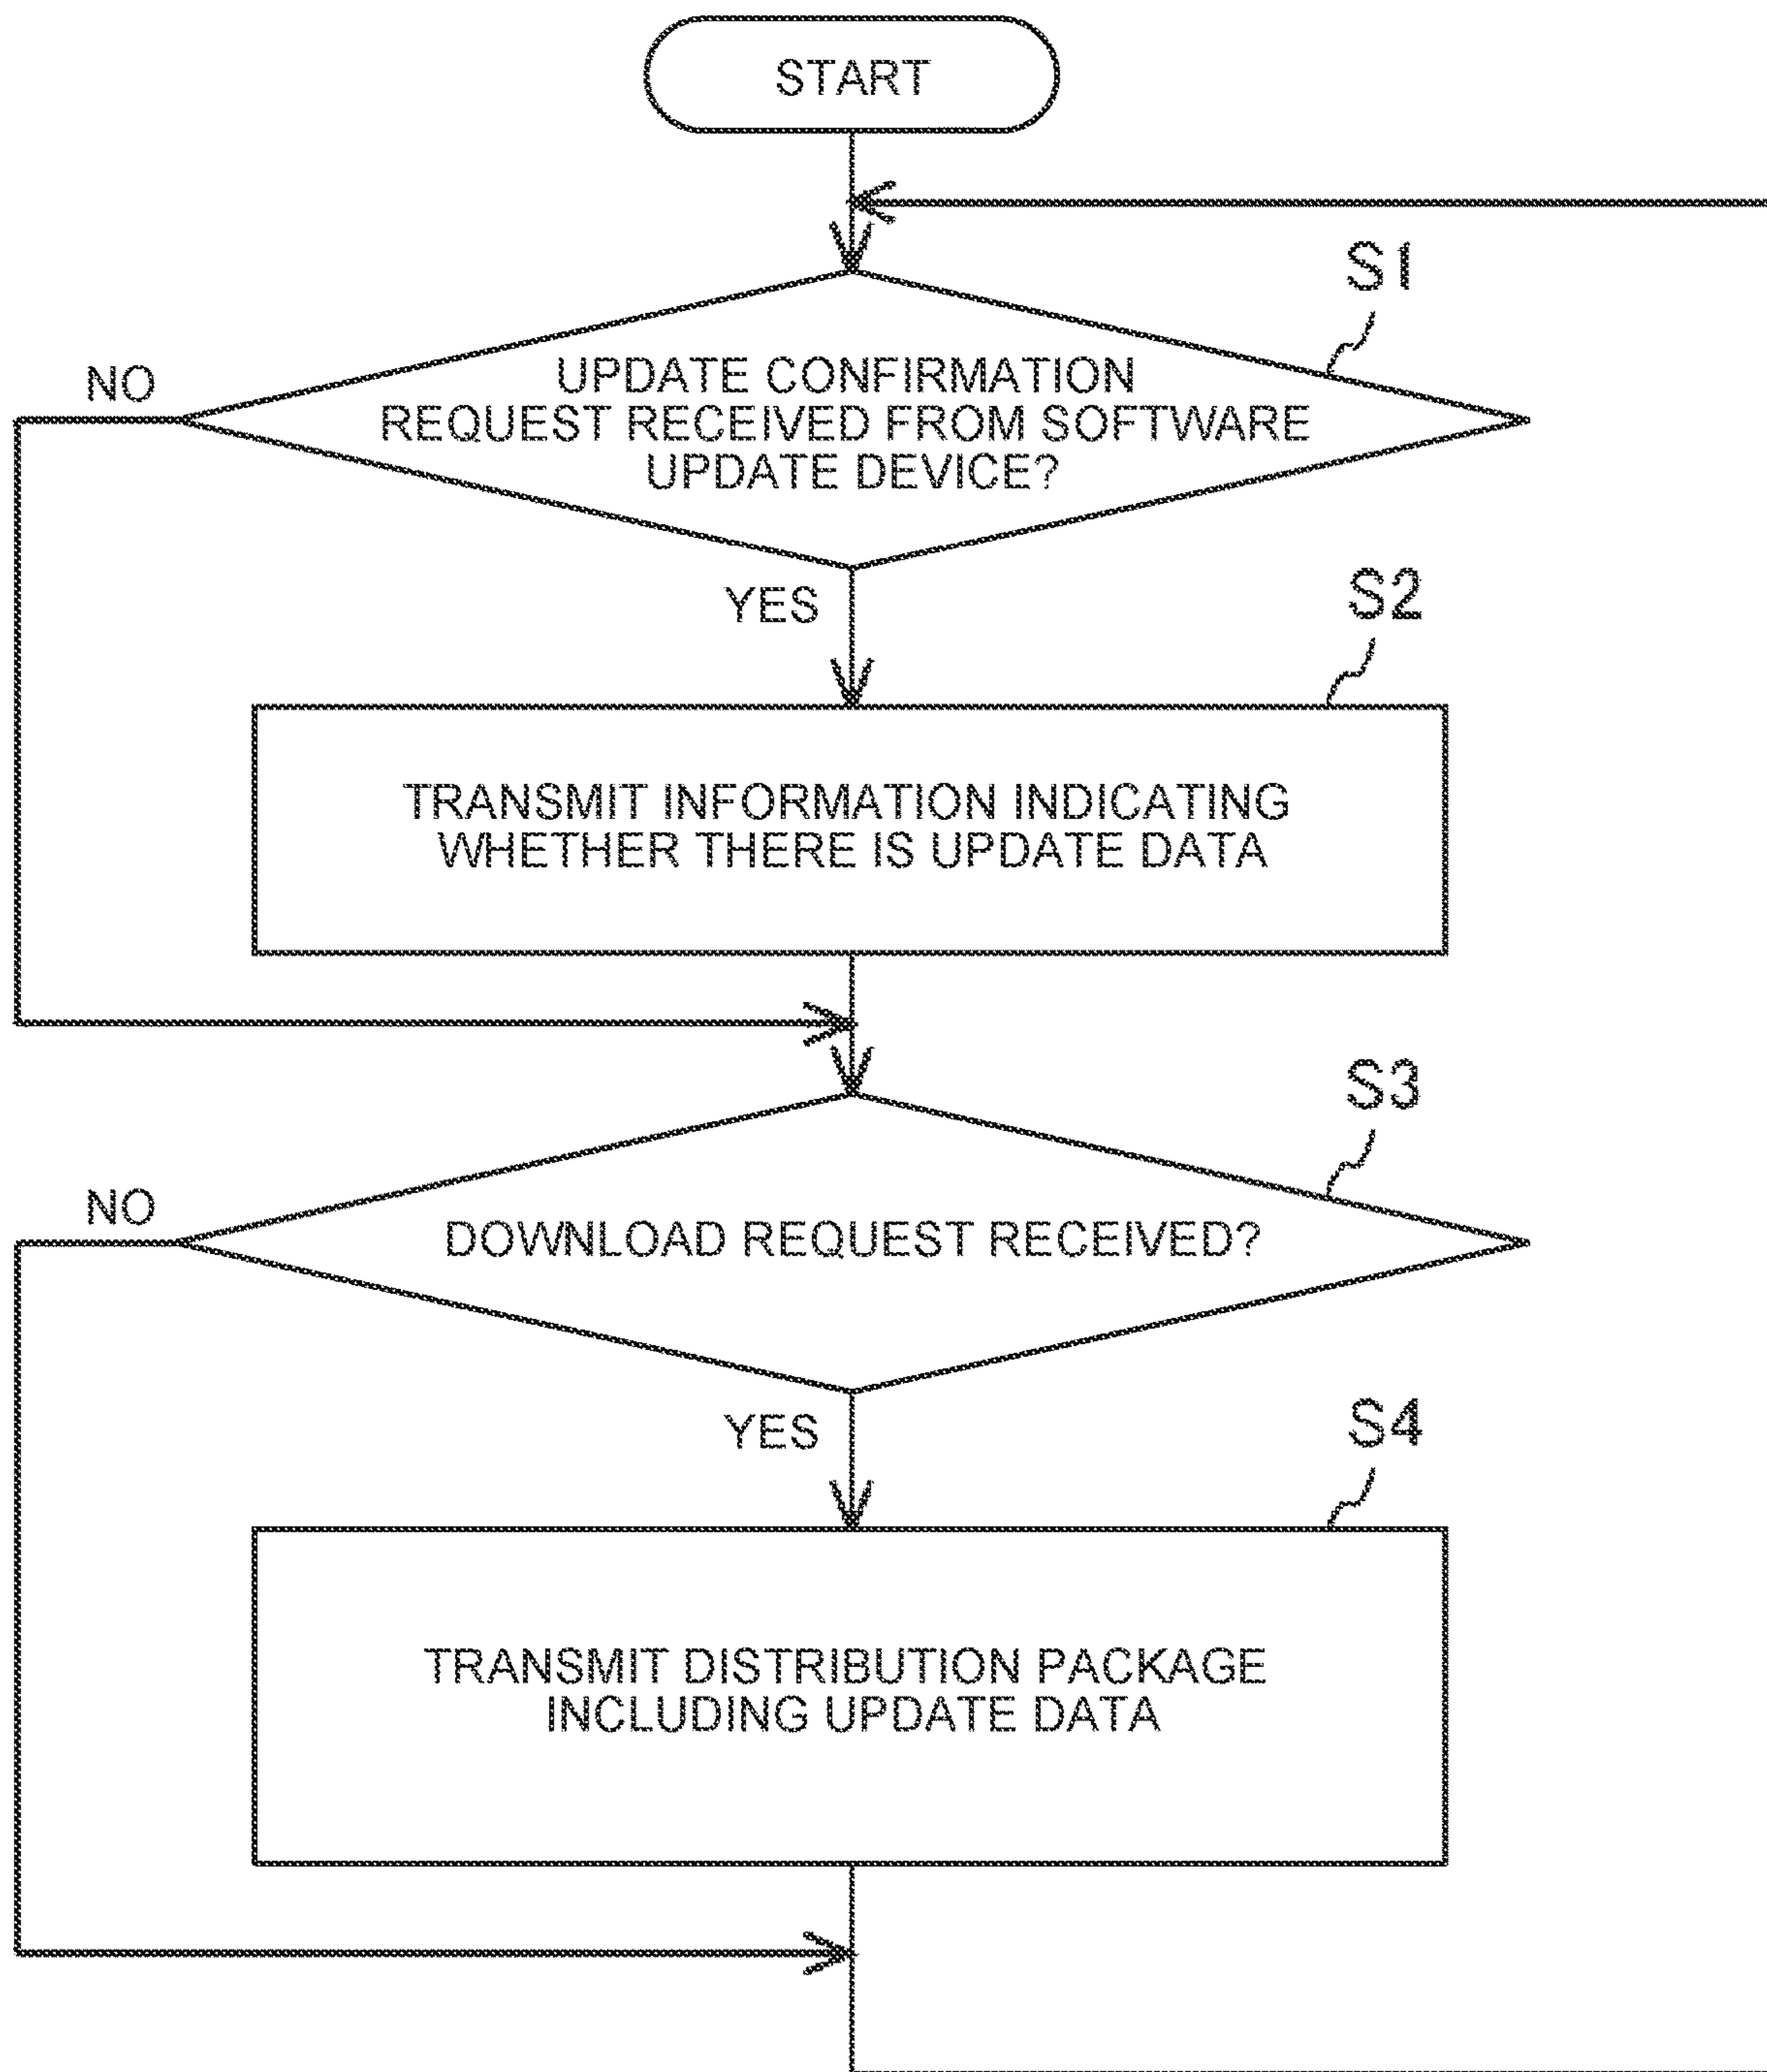 START
S1
NO
UPDATE CONFIRMATION
REQUEST RECEIVED FROM SOFTWARE
UPDATE DEVICE?
YES
S2
TRANSMIT INFORMATION INDICATING
WHETHER THERE IS UPDATE DATA
S3
NO
DOWNLOAD REQUEST RECEIVED?
YES
S4
TRANSMIT DISTRIBUTION PACKAGE
INCLUDING UPDATE DATA